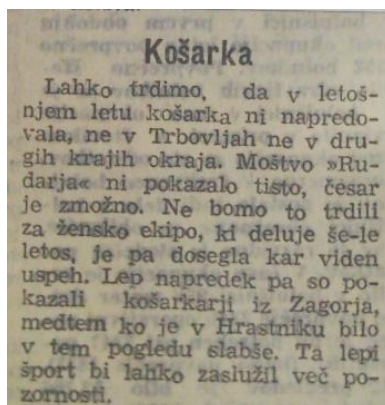 Košarka
Lahko trdimo, da v letoš-
njem letu košarka ni napredo-
vala, ne v Trbovljah ne v dru-
gih krajih okraja. Moštvo »Ru-
darja« ni pokazalo tisto, česar
je zmožno. Ne bomo to trdili
za žensko ekipo, ki deluje še-le
letos, je pa dosegla kar viden
uspeh. Lep napredek pa so po-
kazali košarkarji iz Zagorja,
medtem ko je v Hrastniku bilo
v tem pogledu slabše. Ta lepi
šport bi lahko zaslužil več po-
zornosti.